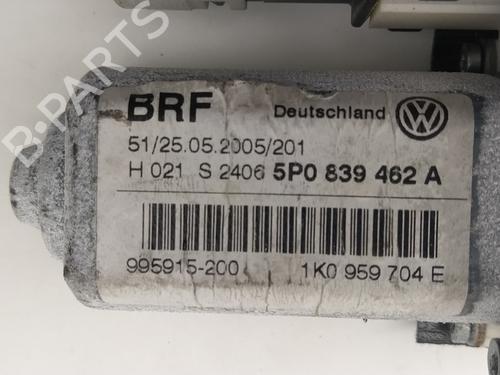 B-PARTS
BRF Deutschland
51/25.05.2005/201
H 021 S 2406 5P0 839 462 A
995915-200 1K0 959 704 E